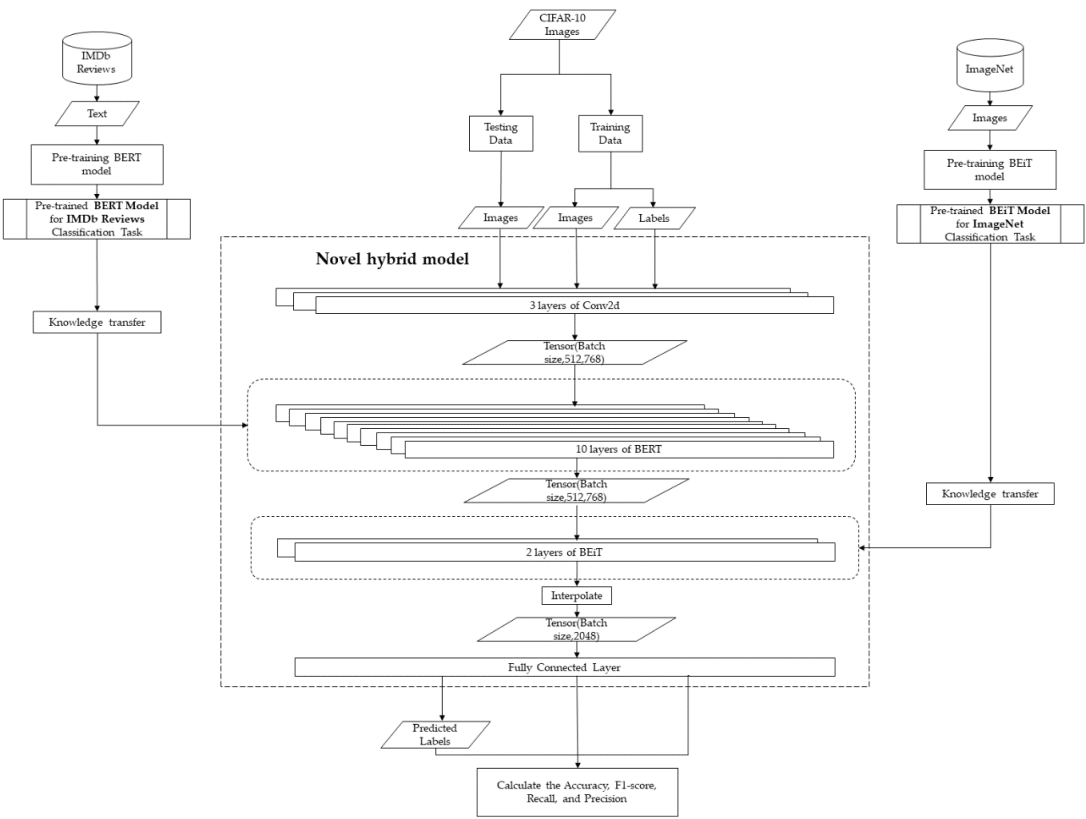 CIFAR-10
Images
IMDb
Reviews
ImageNet
Text
Images
Testing
Data
Training
Data
Pre-training BERT
model
Pre-training BEiT
model
Pre-trained BERT Model
for IMDb Reviews
Classification Task
Images
Images
Labels
Pre-trained BEiT Model
for ImageNet
Classification Task
Novel hybrid model
3 layers of Conv2d
Knowledge transfer
Tensor(Batch
size,512,768)
10 layers of BERT
Tensor(Batch
size,512,768)
Knowledge transfer
2 layers of BEiT
Interpolate
Tensor(Batch
size,2048)
Fully Connected Layer
Predicted
Labels
Calculate the Accuracy, F1-score,
Recall, and Precision